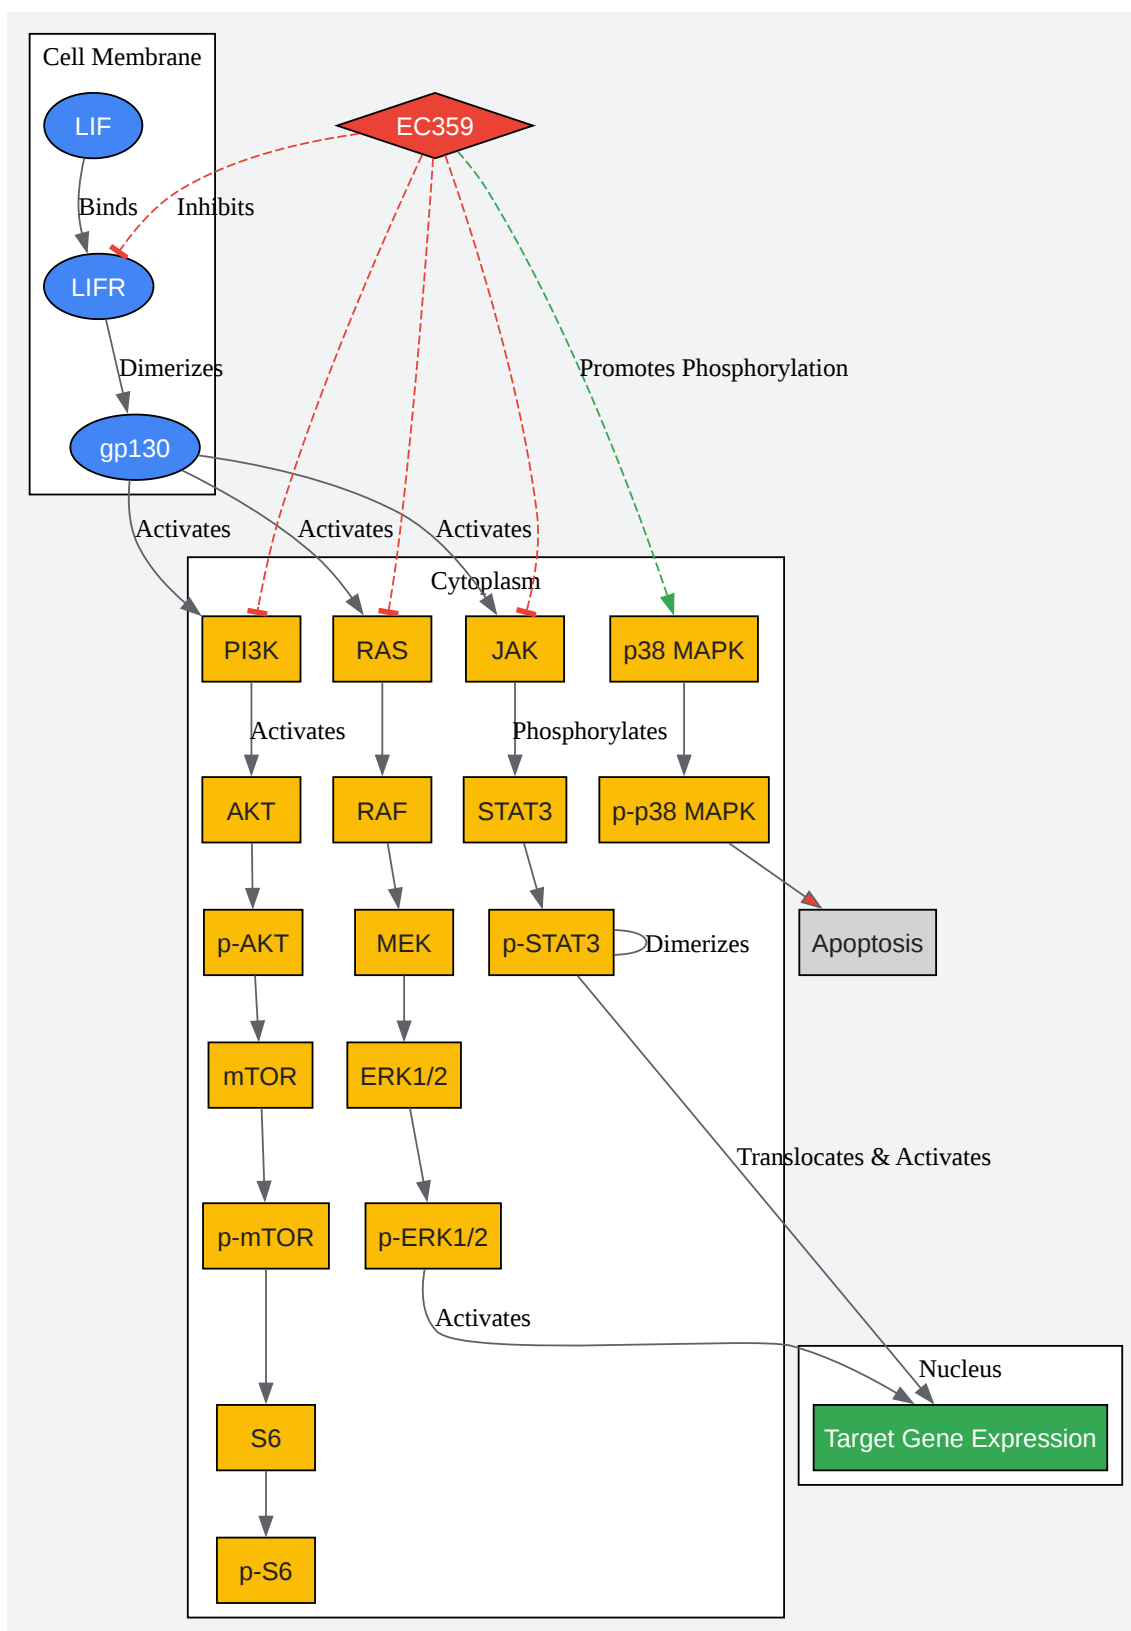 Cell Membrane
LIF
EC359
Binds
Inhibits
LIFR
Dimerizes
Promotes Phosphorylation
gp130
Activates
Activates
Activates
Cytoplasm
PI3K
RAS
JAK
p38 MAPK
Activates
Phosphorylates
AKT
RAF
STAT3
p-p38 MAPK
p-AKT
MEK
p-STAT3
Dimerizes
Apoptosis
mTOR
ERK1/2
Translocates & Activates
p-mTOR
p-ERK1/2
Activates
Nucleus
S6
Target Gene Expression
p-S6